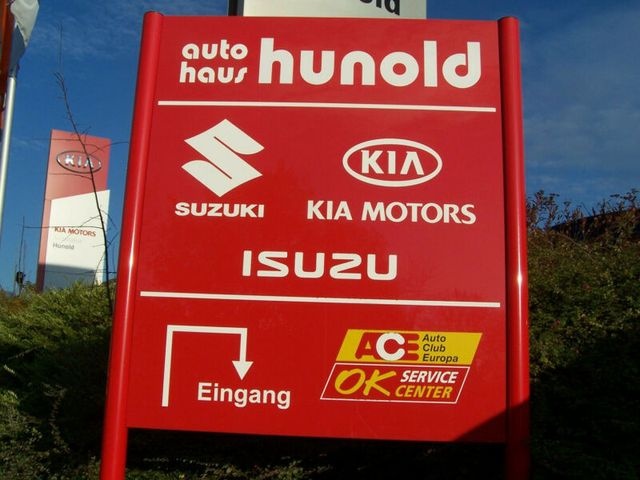 nold
auto haus hunold
SUZUKI
KIA
KIA MOTORS
ISUZU
Eingang
ACE Auto Club Europa
OK SERVICE CENTER
KIA
KIA MOTORS
Hunold